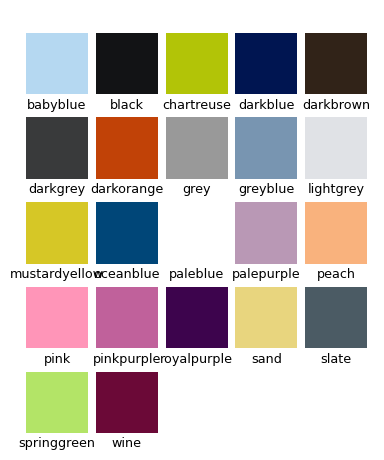 babyblue black chartreuse darkblue darkbrown
darkgrey darkorange grey greyblue lightgrey
mustardyellow oceanblue paleblue palepurple peach
pink pinkpurple royalpurple sand slate
springgreen wine